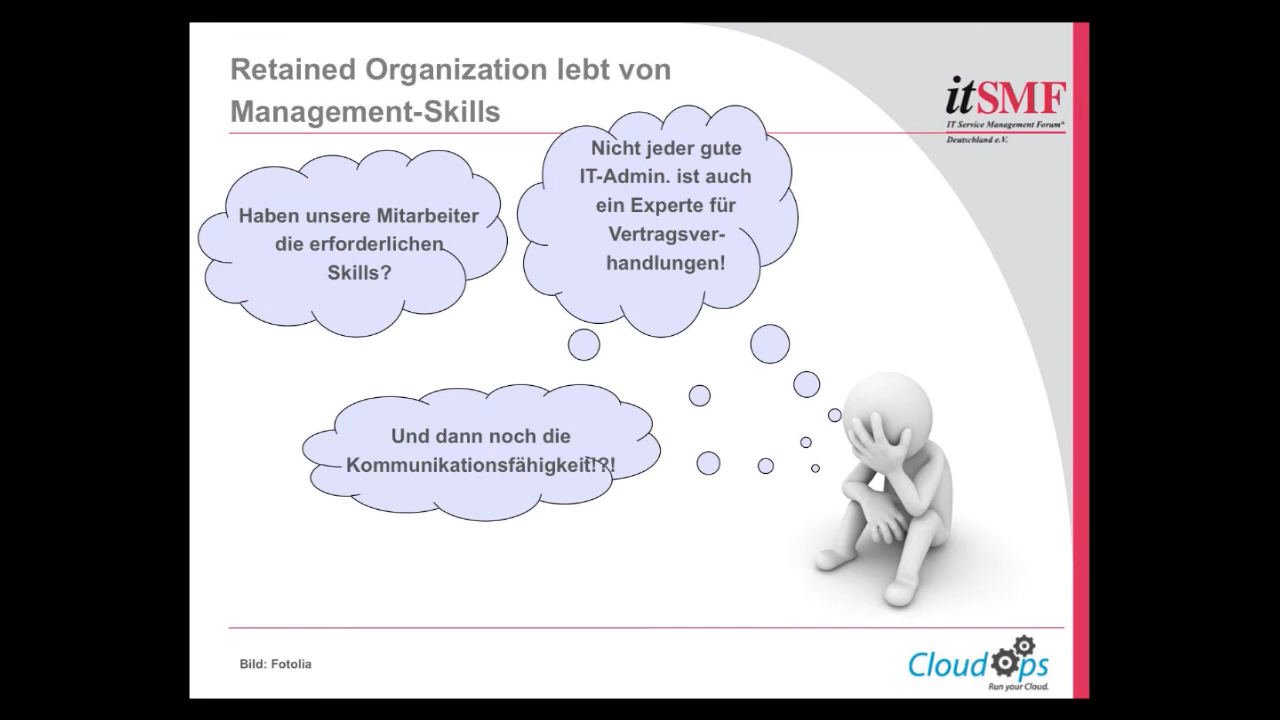 Retained Organization lebt von
Management-Skills
itSMF
IT Service Management Forum®
Deutschland e.V.
Haben unsere Mitarbeiter
die erforderlichen
Skills?
Nicht jeder gute
IT-Admin. ist auch
ein Experte für
Vertragsver-
handlungen!
Und dann noch die
Kommunikationsfähigkeit!?!
Bild: Fotolia
CloudOps
Run your Cloud.